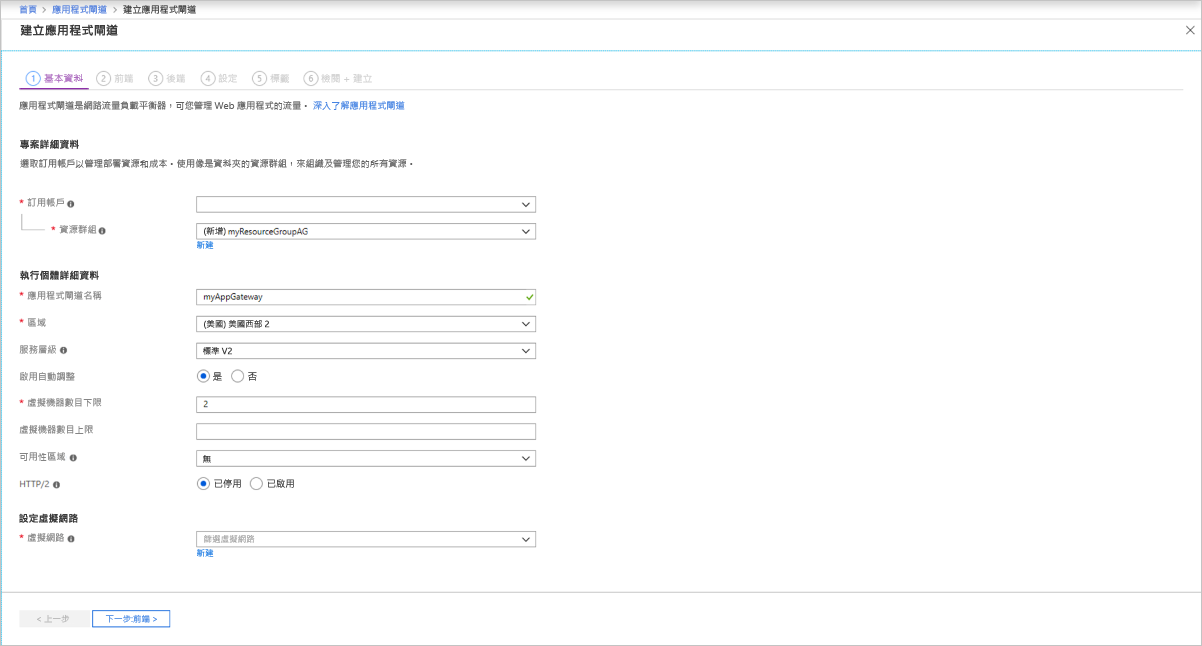 首頁 > 應用程式閘道 > 建立應用程式閘道
建立應用程式閘道
1 基本資料 2 前端 3 後端 4 設定 5 標籤 6 檢閱 + 建立
應用程式閘道是網路流量負載平衡器，可您管理 Web 應用程式的流量。 深入了解應用程式閘道
專案詳細資料
選取訂用帳戶以管理部署資源和成本。使用像是資料夾的資源群組，來組織及管理您的所有資源。
* 訂用帳戶
* 資源群組 (新增) myResourceGroupAG
新建
執行個體詳細資料
* 應用程式閘道名稱 myAppGateway
* 區域 (美國) 美國西部 2
服務層級 標準 V2
啟用自動調整 是 否
* 虛擬機器數目下限 2
虛擬機器數目上限
可用性區域 無
HTTP/2 已停用 已啟用
設定虛擬網路
* 虛擬網路 篩選虛擬網路
新建
< 上一步 下一步:前端 >